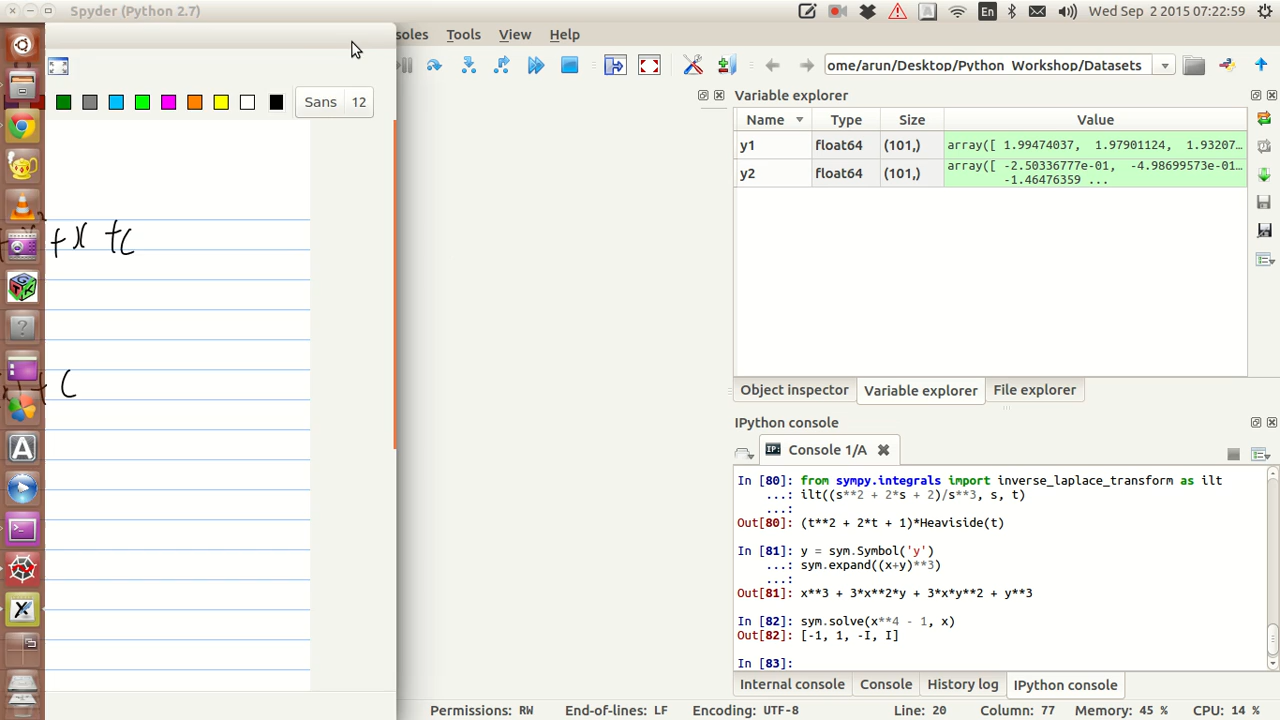 Spyder (Python 2.7)
En
Wed Sep 2 2015 17:22:59
soles Tools View Help
ome/arun/Desktop/Python Workshop/Datasets
Sans 12
Variable explorer
Name Type Size Value
y1 float64 (101,) array([ 1.99474037, 1.97901124, 1.93207...
y2 float64 (101,) array([ -2.50336777e-01, -4.98699573e-01...
-1.46476359 ...
+x +c
+ c
Object inspector Variable explorer File explorer
IPython console
Console 1/A
In [80]: from sympy.integrals import inverse_laplace_transform as ilt
...: ilt((s**2 + 2*s + 2)/s**3, s, t)
...:
Out[80]: (t**2 + 2*t + 1)*Heaviside(t)
In [81]: y = sym.Symbol('y')
...: sym.expand((x+y)**3)
...:
Out[81]: x**3 + 3*x**2*y + 3*x*y**2 + y**3
In [82]: sym.solve(x**4 - 1, x)
Out[82]: [-1, 1, -I, I]
In [83]:
Internal console Console History log IPython console
Permissions: RW End-of-lines: LF Encoding: UTF-8 Line: 20 Column: 77 Memory: 45 % CPU: 14 %